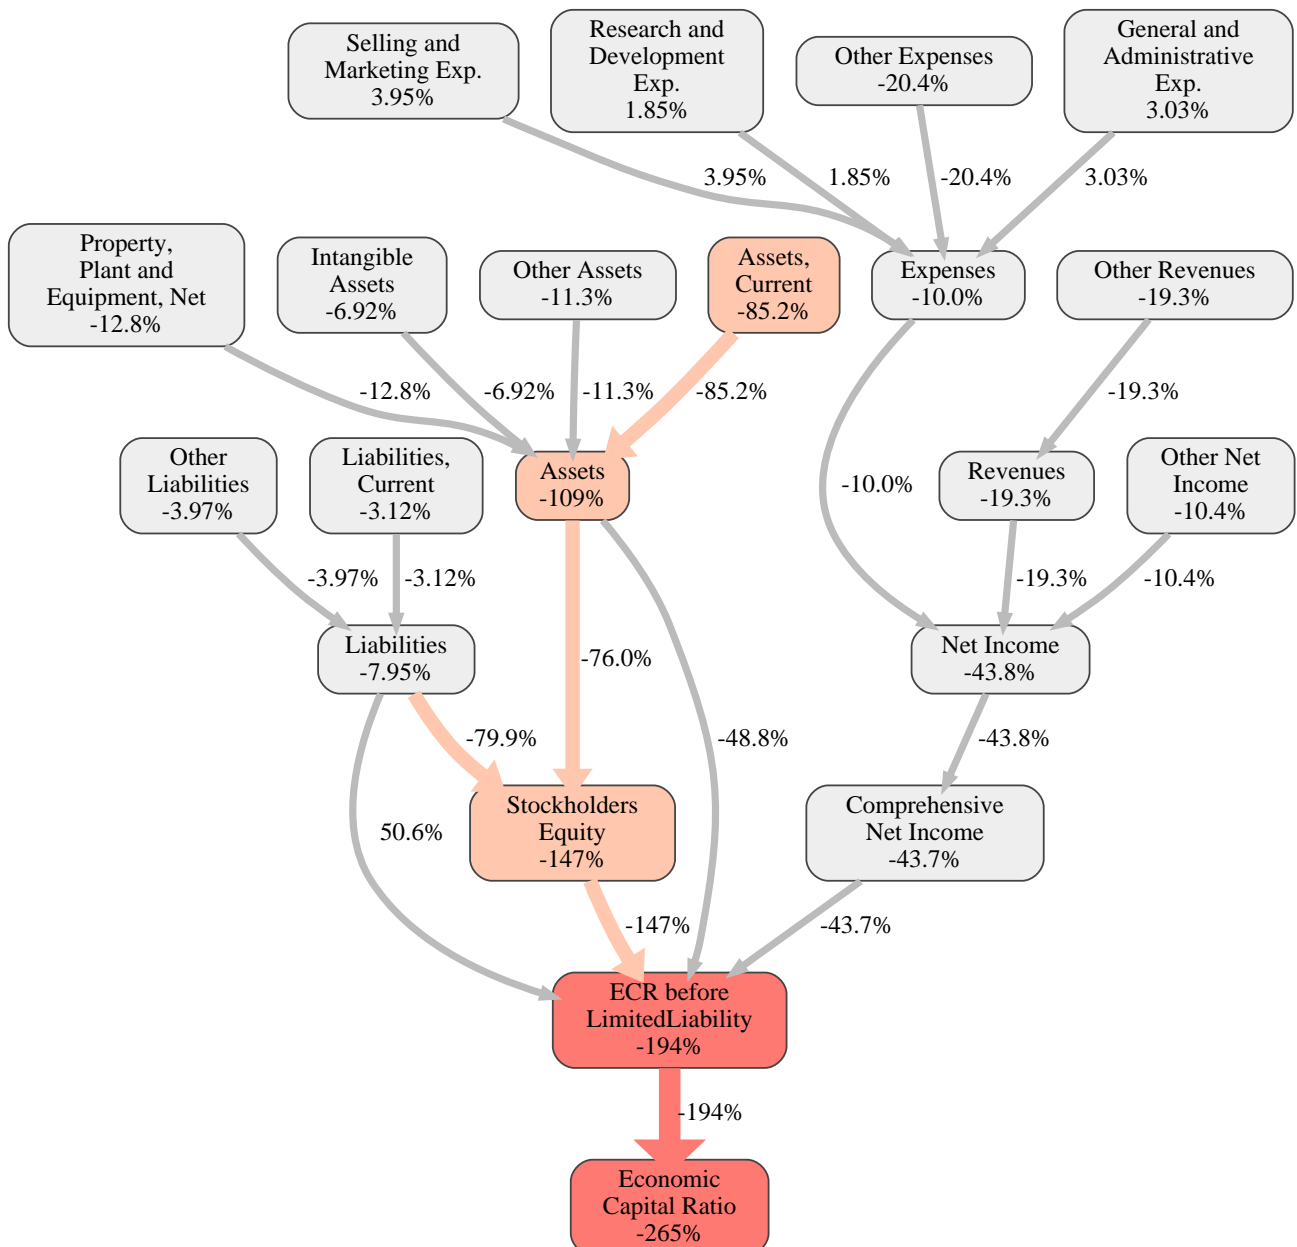 Selling and
Marketing Exp.
3.95%
Research and
Development
Exp.
1.85%
Other Expenses
-20.4%
General and
Administrative
Exp.
3.03%
3.95%
1.85%
-20.4%
3.03%
Property,
Plant and
Equipment, Net
-12.8%
Intangible
Assets
-6.92%
Other Assets
-11.3%
Assets,
Current
-85.2%
Expenses
-10.0%
Other Revenues
-19.3%
-12.8%
-6.92%
-11.3%
-85.2%
-19.3%
Other
Liabilities
-3.97%
Liabilities,
Current
-3.12%
Assets
-109%
-10.0%
Revenues
-19.3%
Other Net
Income
-10.4%
-3.97%
-3.12%
-19.3%
-10.4%
Liabilities
-7.95%
-76.0%
Net Income
-43.8%
-79.9%
-48.8%
-43.8%
50.6%
Stockholders
Equity
-147%
Comprehensive
Net Income
-43.7%
-147%
-43.7%
ECR before
LimitedLiability
-194%
-194%
Economic
Capital Ratio
-265%